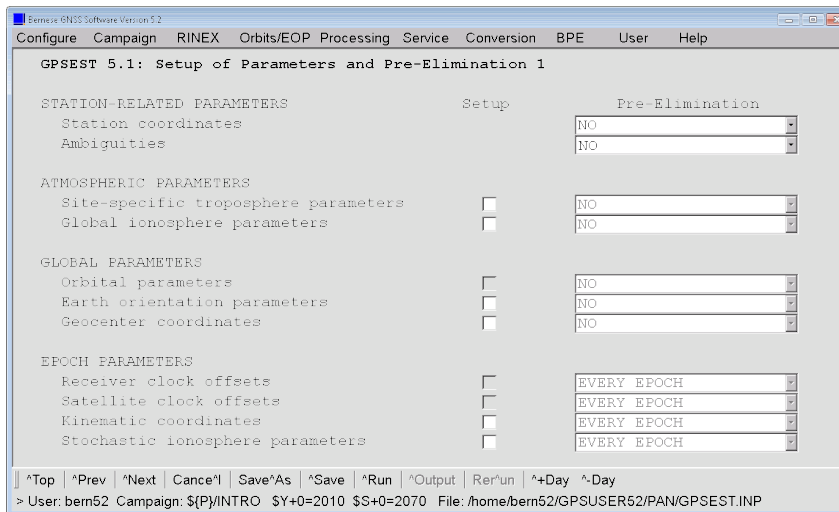 Bernese GNSS Software Version 5.2
Configure Campaign RINEX Orbits/EOP Processing Service Conversion BPE User Help
GPSEST 5.1: Setup of Parameters and Pre-Elimination 1
STATION-RELATED PARAMETERS Setup Pre-Elimination
Station coordinates NO
Ambiguities NO
ATMOSPHERIC PARAMETERS
Site-specific troposphere parameters NO
Global ionosphere parameters NO
GLOBAL PARAMETERS
Orbital parameters NO
Earth orientation parameters NO
Geocenter coordinates NO
EPOCH PARAMETERS
Receiver clock offsets EVERY EPOCH
Satellite clock offsets EVERY EPOCH
Kinematic coordinates EVERY EPOCH
Stochastic ionosphere parameters EVERY EPOCH
^Top ^Prev ^Next Cance^l Save^As ^Save ^Run ^Output Rer^un ^+Day ^-Day
> User: bern52 Campaign: ${P}/INTRO $Y+0=2010 $S+0=2070 File: /home/bern52/GPSUSER52/PAN/GPSEST.INP